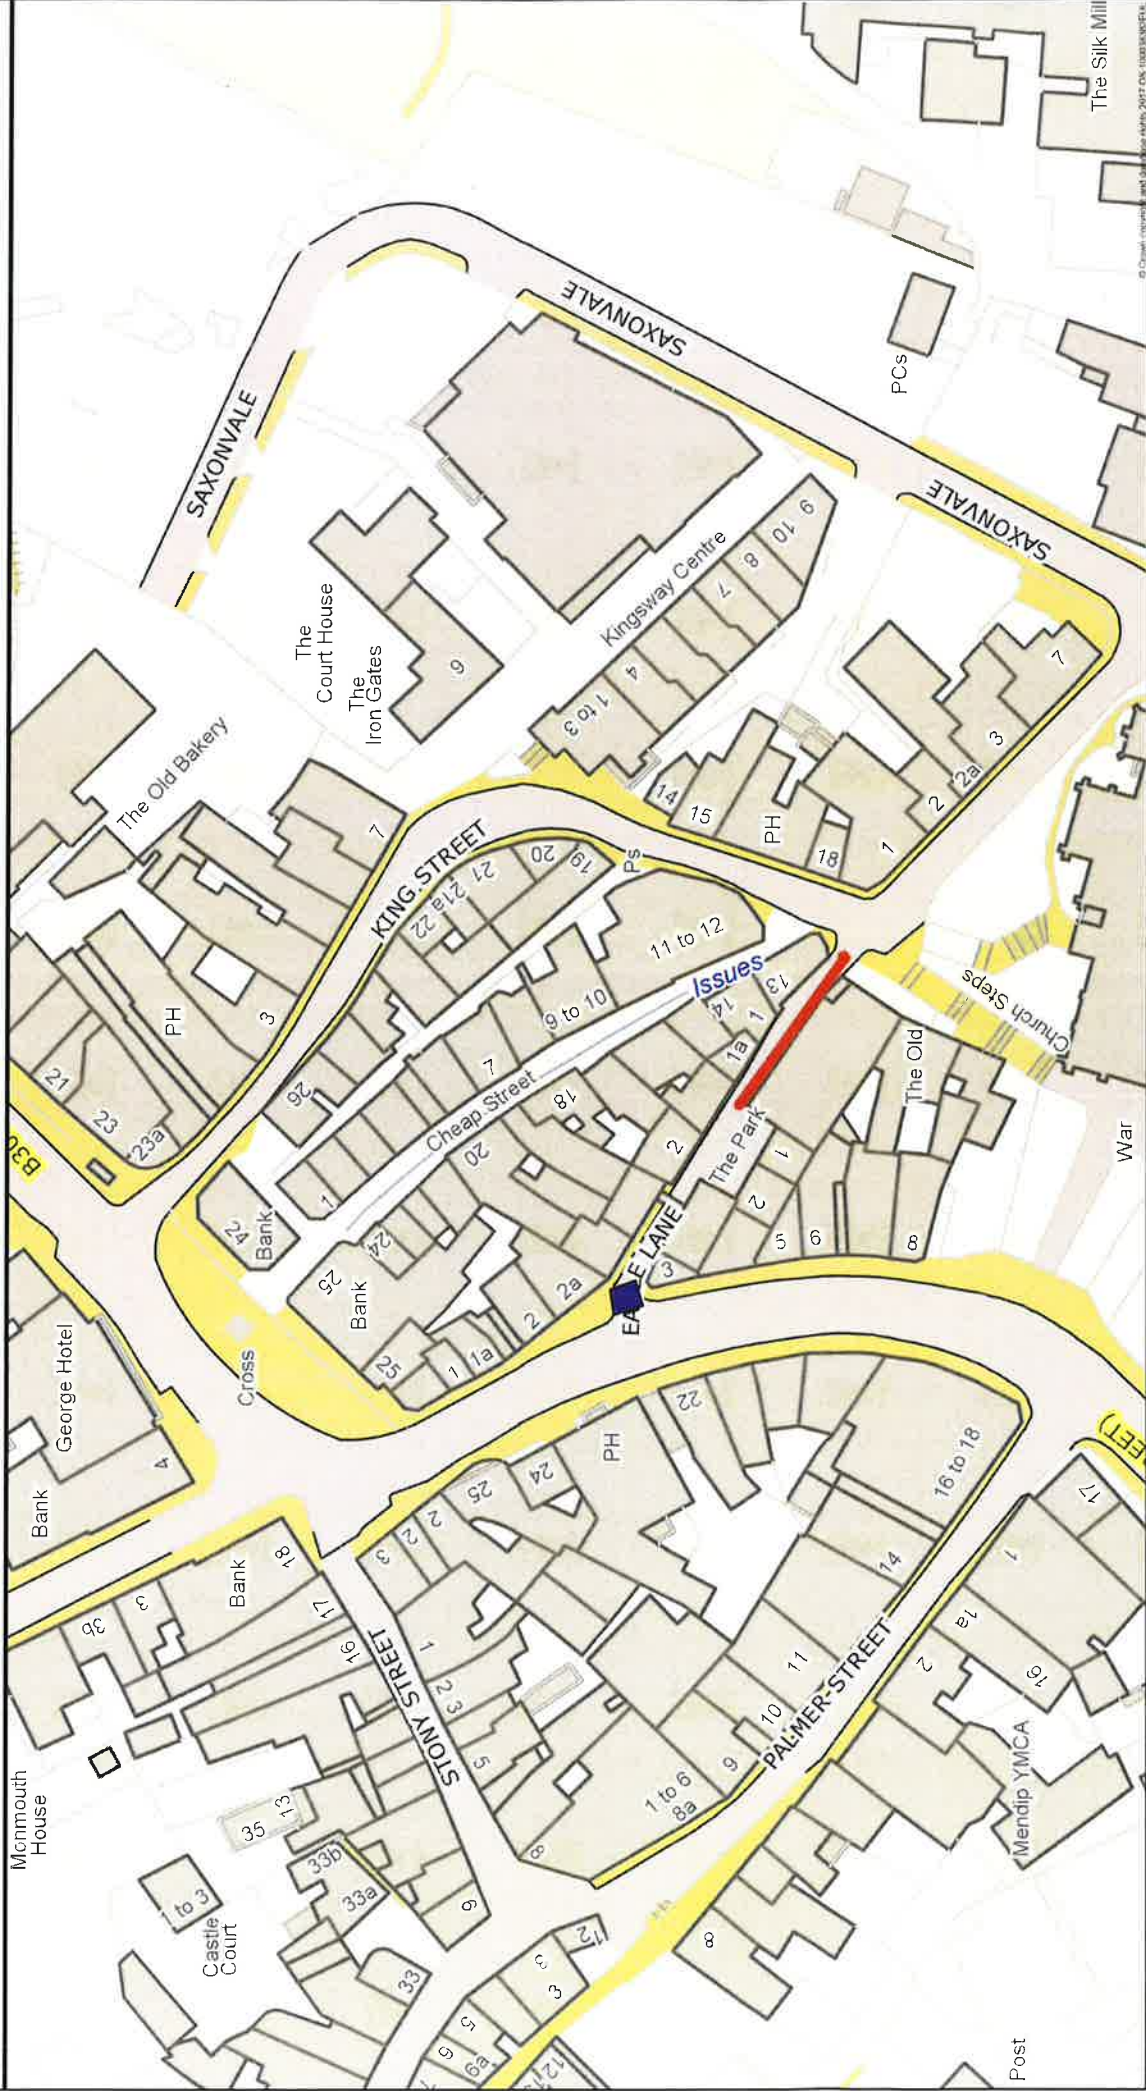 The Silk Mill
SAXONVALE
SAXONVALE
SAXONVALE
PCs
The
Court House
The
Iron Gates
6
Kingsway Centre
9
10
8
7
4
1 to 3
The Old Bakery
7
KING STREET
14
15
PH
18
1
2
2a
3
7
Ps
19
20
21
21a
22
11 to 12
Issues
9 to 10
7
Cheap Street
18
20
26
1
3
PH
21
23
23a
B30
24
Bank
24
25
Bank
25
1
1a
2
2a
2
1a
1
14
13
Church Steps
The Old
The Park
1
2
3
5
6
8
War
George Hotel
4
Bank
Cross
Bank
18
17
16
3
3b
3
2
2
25
24
PH
22
16 to 18
17
14
11
10
9
1 to 6
8a
8
PALMER-STREET
1
1a
2
16
Mendip YMCA
STONY STREET
1
2
3
5
Monmouth
House
35
13
33b
33a
1 to 3
Castle
Court
33
6
12
3
3
5
6
6a
8
Post